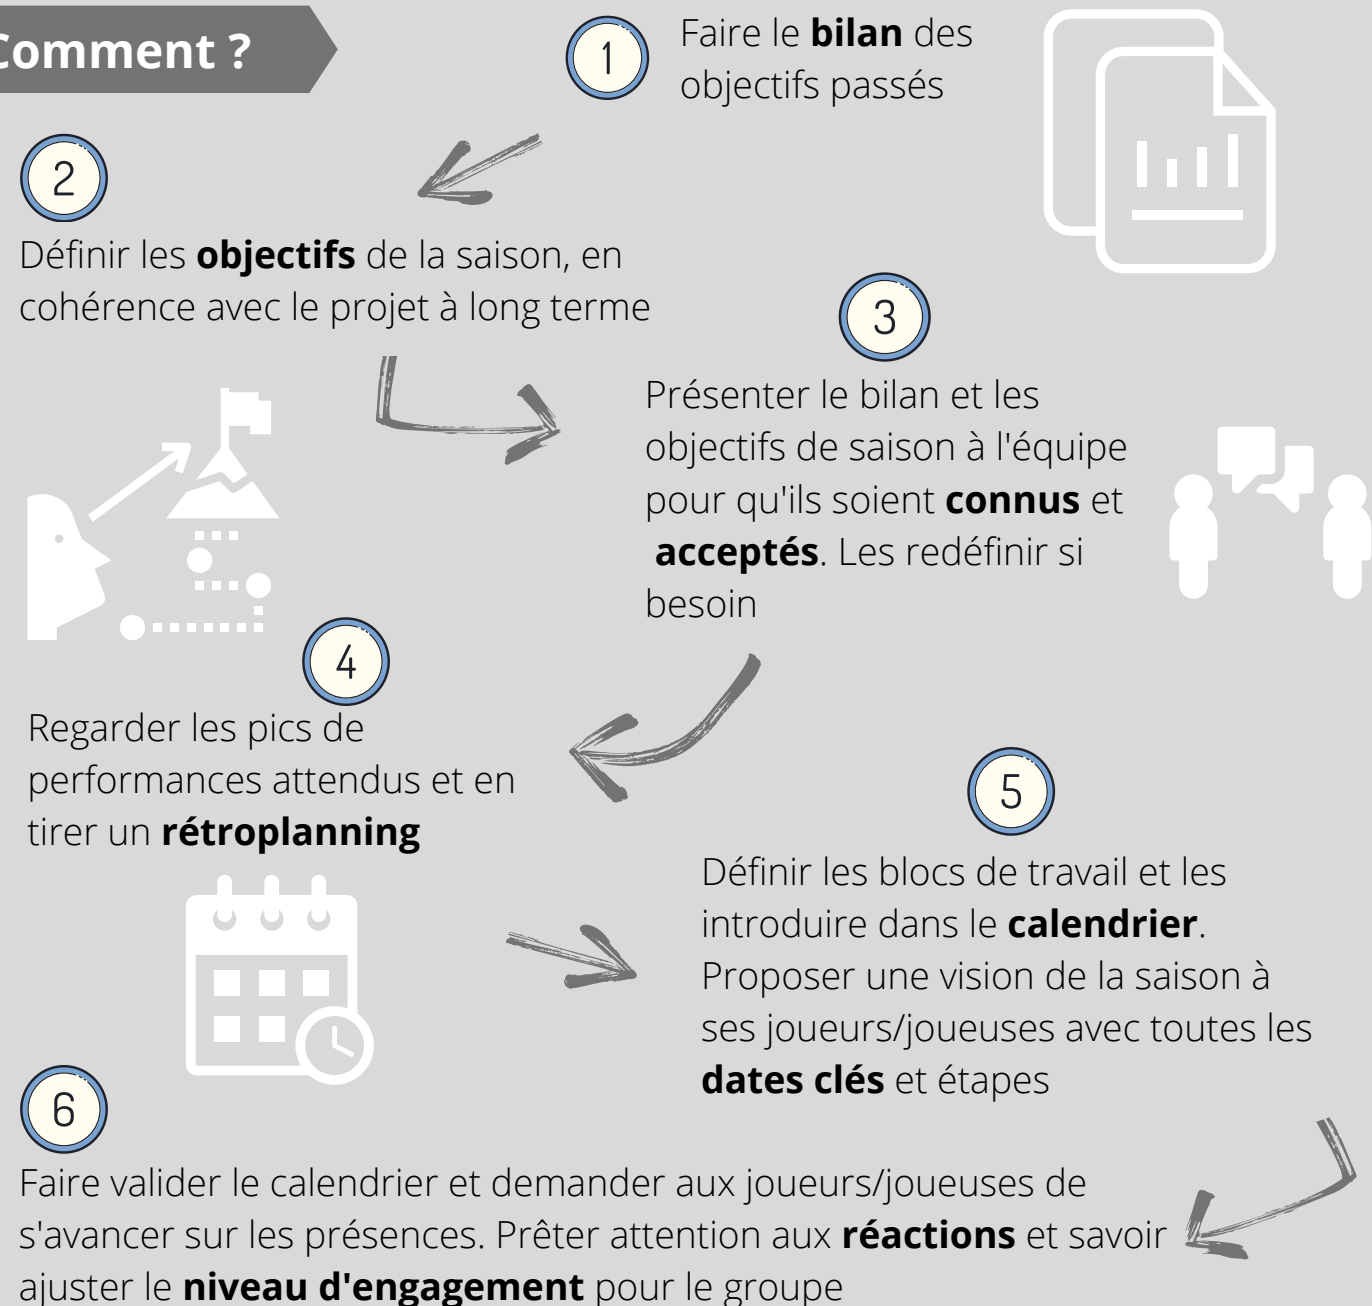 Comment ?
1
Faire le bilan des
objectifs passés
2
Définir les objectifs de la saison, en
cohérence avec le projet à long terme
3
Présenter le bilan et les
objectifs de saison à l'équipe
pour qu'ils soient connus et
acceptés. Les redéfinir si
besoin
4
Regarder les pics de
performances attendus et en
tirer un rétroplanning
5
Définir les blocs de travail et les
introduire dans le calendrier.
Proposer une vision de la saison à
ses joueurs/joueuses avec toutes les
dates clés et étapes
6
Faire valider le calendrier et demander aux joueurs/joueuses de
s'avancer sur les présences. Prêter attention aux réactions et savoir
ajuster le niveau d'engagement pour le groupe